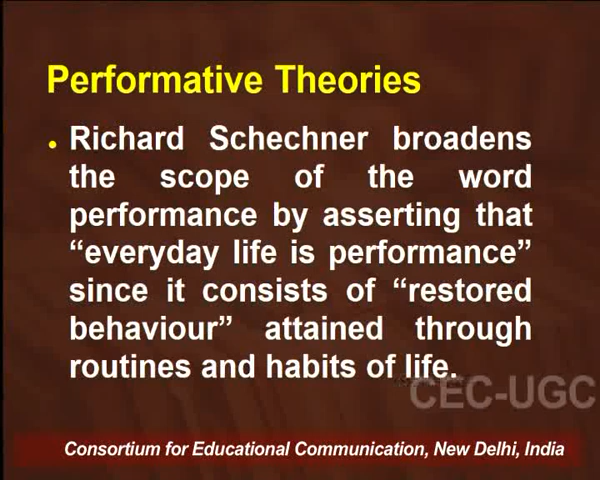 Performative Theories
• Richard Schechner broadens
the scope of the word
performance by asserting that
“everyday life is performance”
since it consists of “restored
behaviour” attained through
routines and habits of life.
CEC-UGC
Consortium for Educational Communication, New Delhi, India